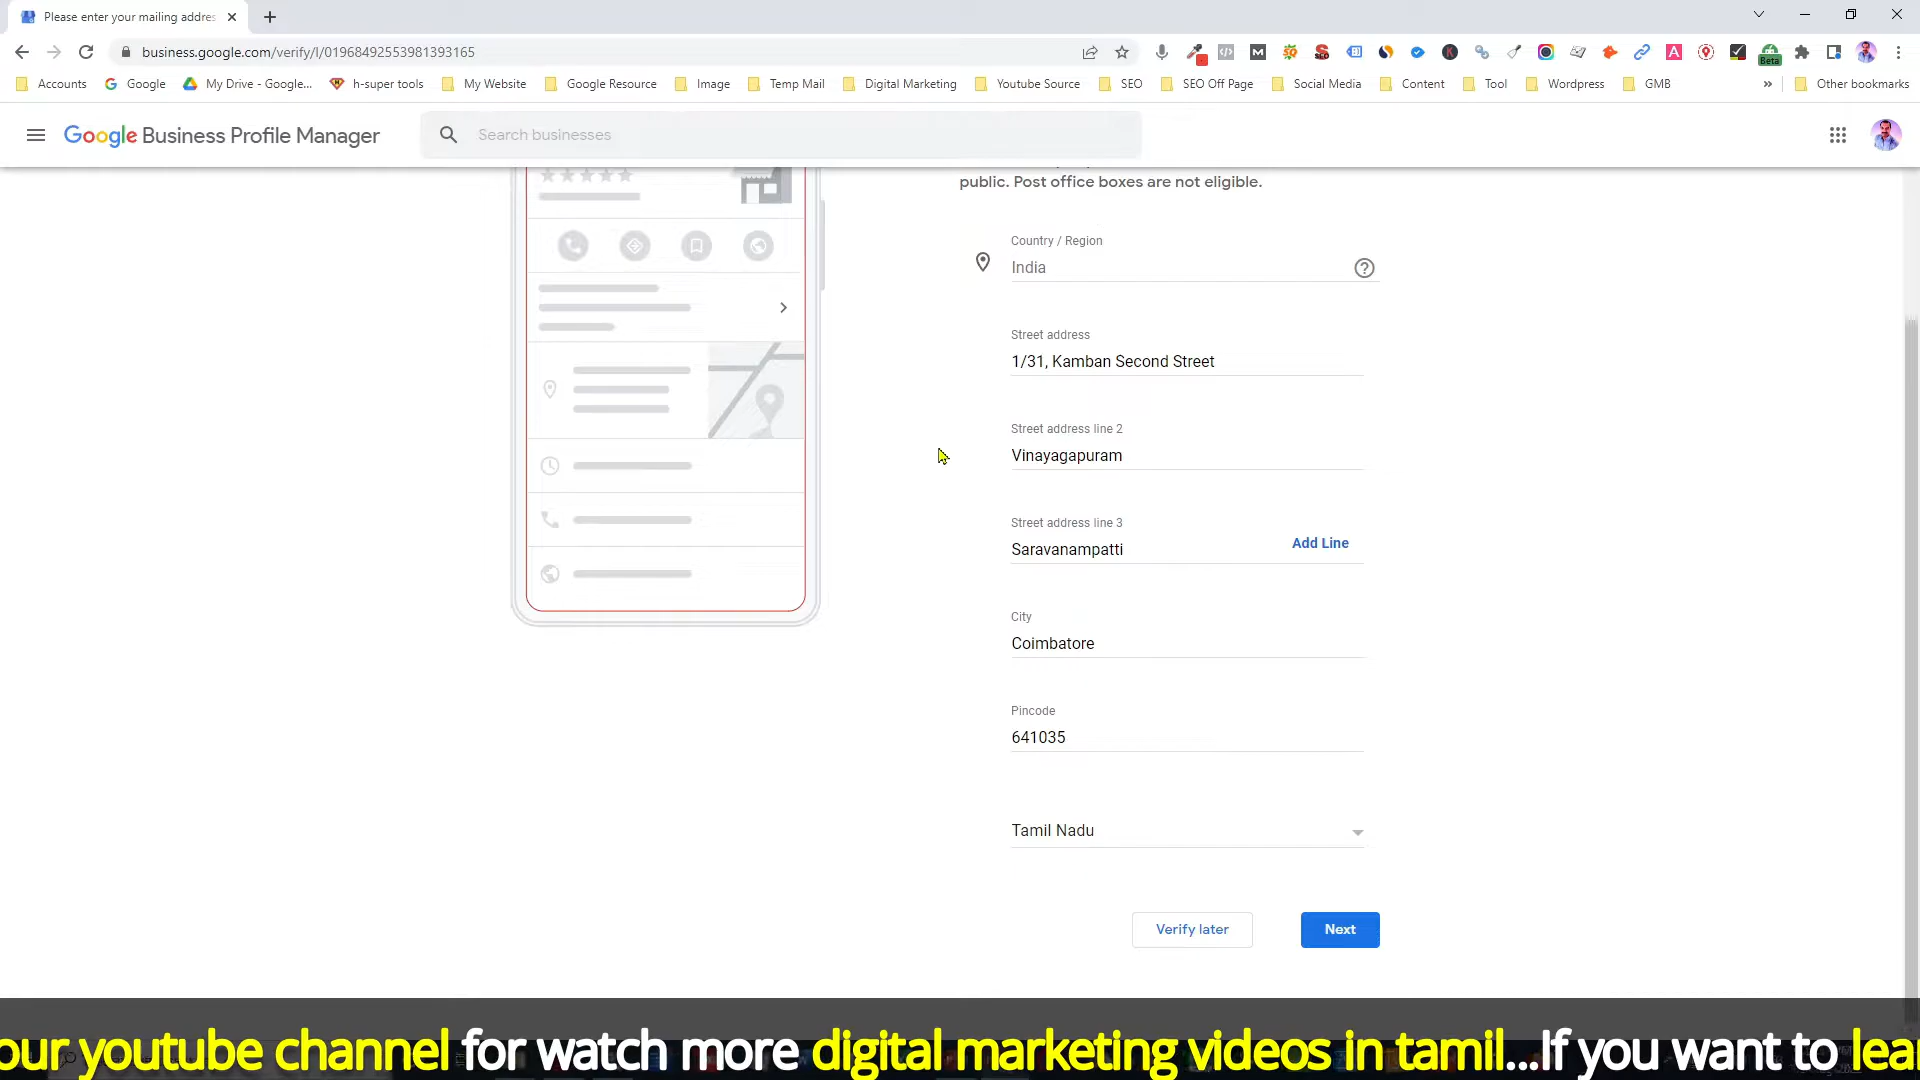 Please enter your mailing addres
business.google.com/verify/l/01968492553981393165
Beta
Accounts
Google
My Drive - Google...
h-super tools
My Website
Google Resource
Image
Temp Mail
Digital Marketing
Youtube Source
SEO
SEO Off Page
Social Media
Content
Tool
Wordpress
GMB
»
Other bookmarks
Google Business Profile Manager
Search businesses
public. Post office boxes are not eligible.
Country / Region
India
Street address
1/31, Kamban Second Street
Street address line 2
Vinayagapuram
Street address line 3
Saravanampatti
Add Line
City
Coimbatore
Pincode
641035
Tamil Nadu
Verify later
Next
our youtube channel for watch more digital marketing videos in tamil...If you want to lear